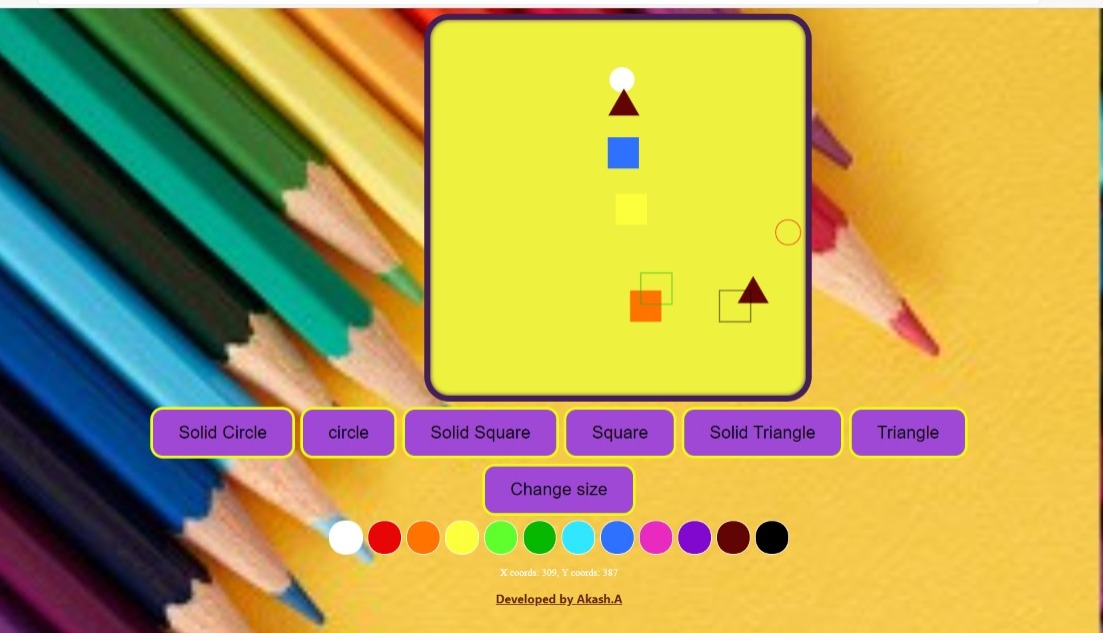 Solid Circle circle Solid Square Square Solid Triangle Triangle
Change size
X coords: 309, Y coords: 387
Developed by Akash.A